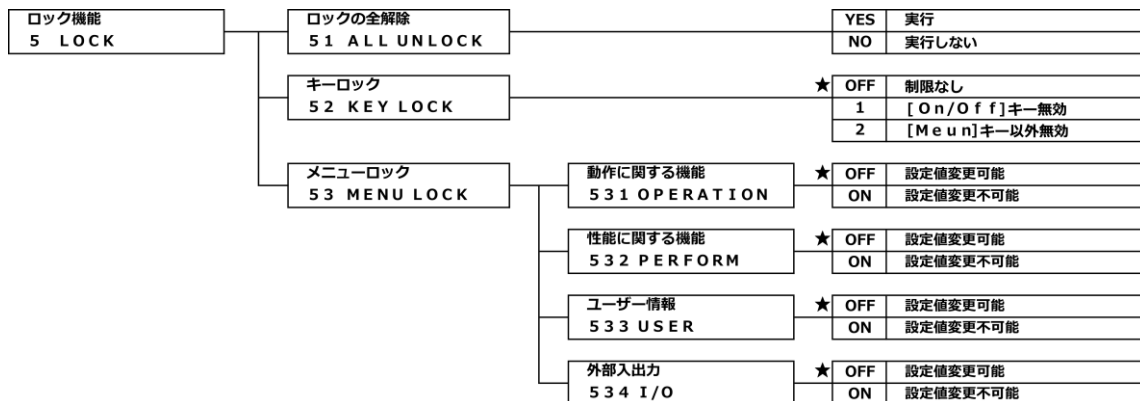 ロック機能
5 LOCK
ロックの全解除
51 ALL UNLOCK
YES 実行
NO 実行しない
キーロック
52 KEY LOCK
★ OFF 制限なし
1 [On/Off]キー無効
2 [Meun]キー以外無効
メニューロック
53 MENU LOCK
動作に関する機能
531 OPERATION
★ OFF 設定値変更可能
ON 設定値変更不可能
性能に関する機能
532 PERFORM
★ OFF 設定値変更可能
ON 設定値変更不可能
ユーザー情報
533 USER
★ OFF 設定値変更可能
ON 設定値変更不可能
外部入出力
534 I/O
★ OFF 設定値変更可能
ON 設定値変更不可能